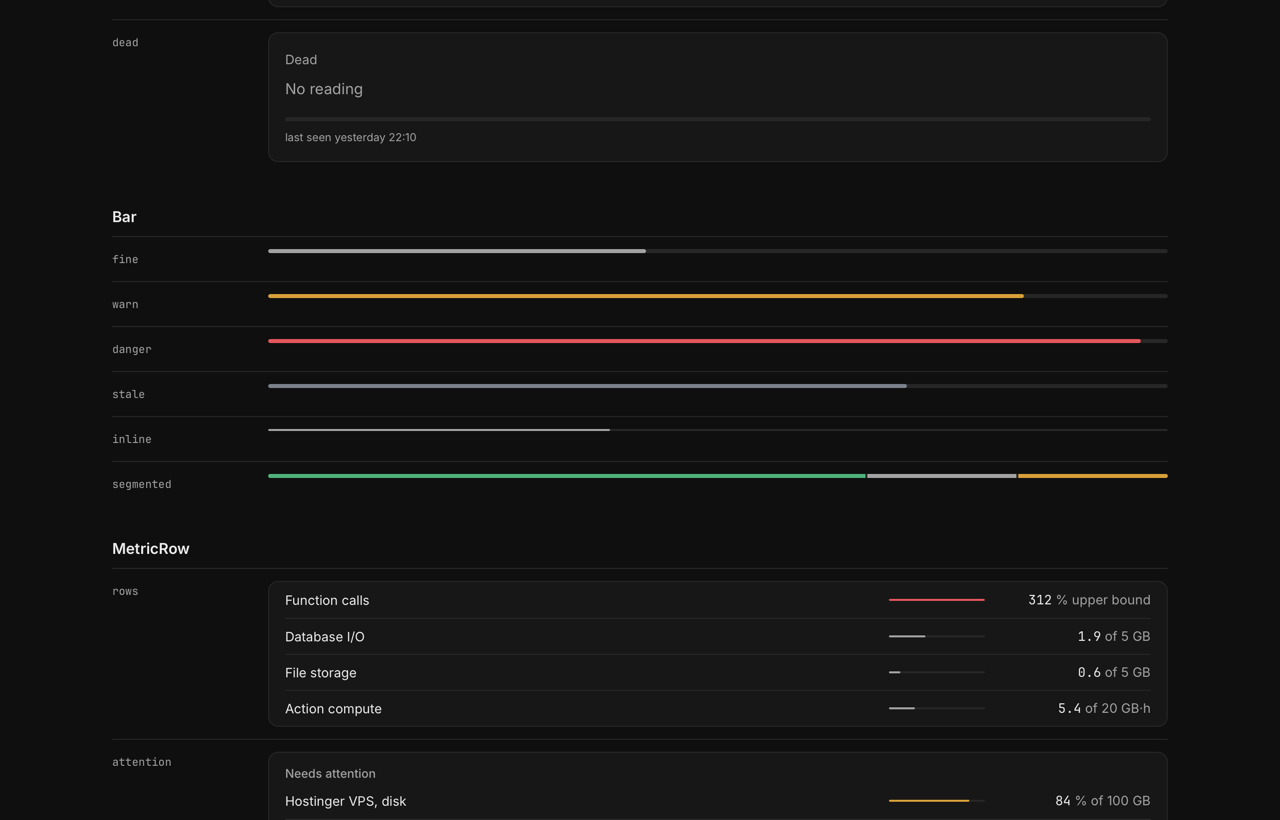 dead
Dead
No reading
last seen yesterday 22:10
Bar
fine
warn
danger
stale
inline
segmented
MetricRow
rows
Function calls 312 % upper bound
Database I/O 1.9 of 5 GB
File storage 0.6 of 5 GB
Action compute 5.4 of 20 GB·h
attention
Needs attention
Hostinger VPS, disk 84 % of 100 GB